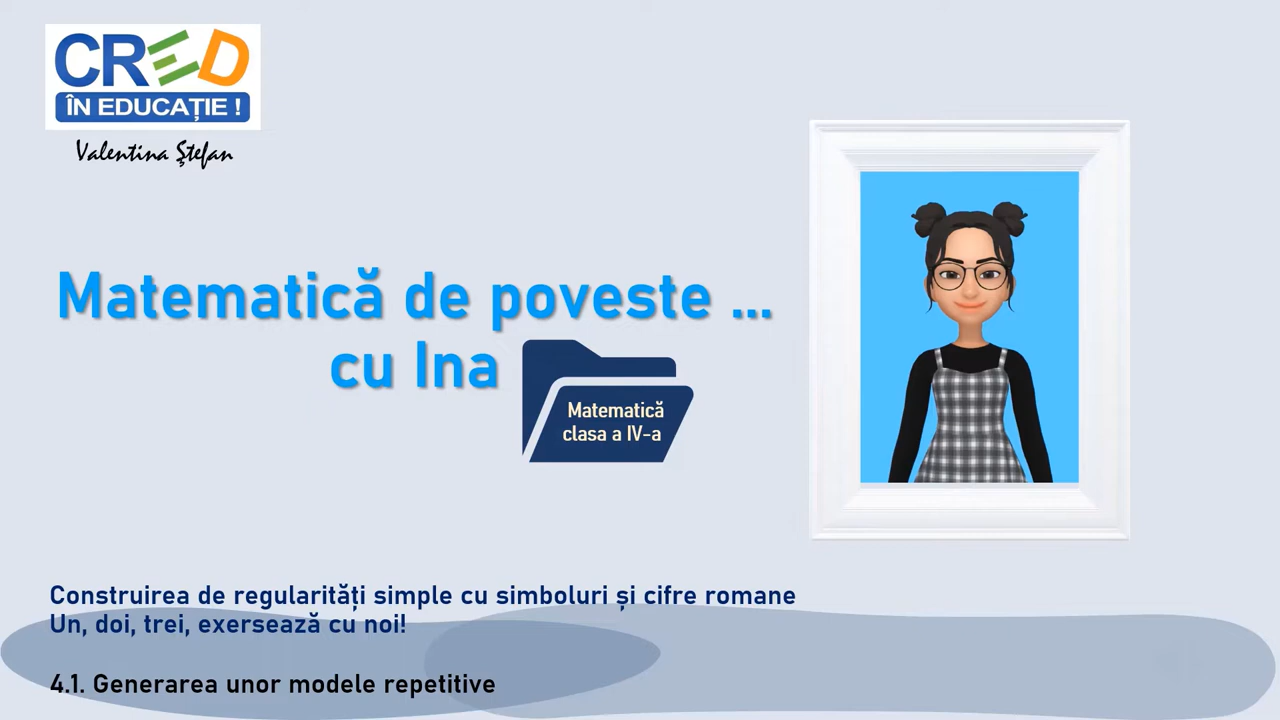 CRED
ÎN EDUCAȚIE !
Valentina Ștefan
Matematică de poveste ...
cu Ina
Matematică
clasa a IV-a
Construirea de regularități simple cu simboluri și cifre romane
Un, doi, trei, exersează cu noi!
4.1. Generarea unor modele repetitive